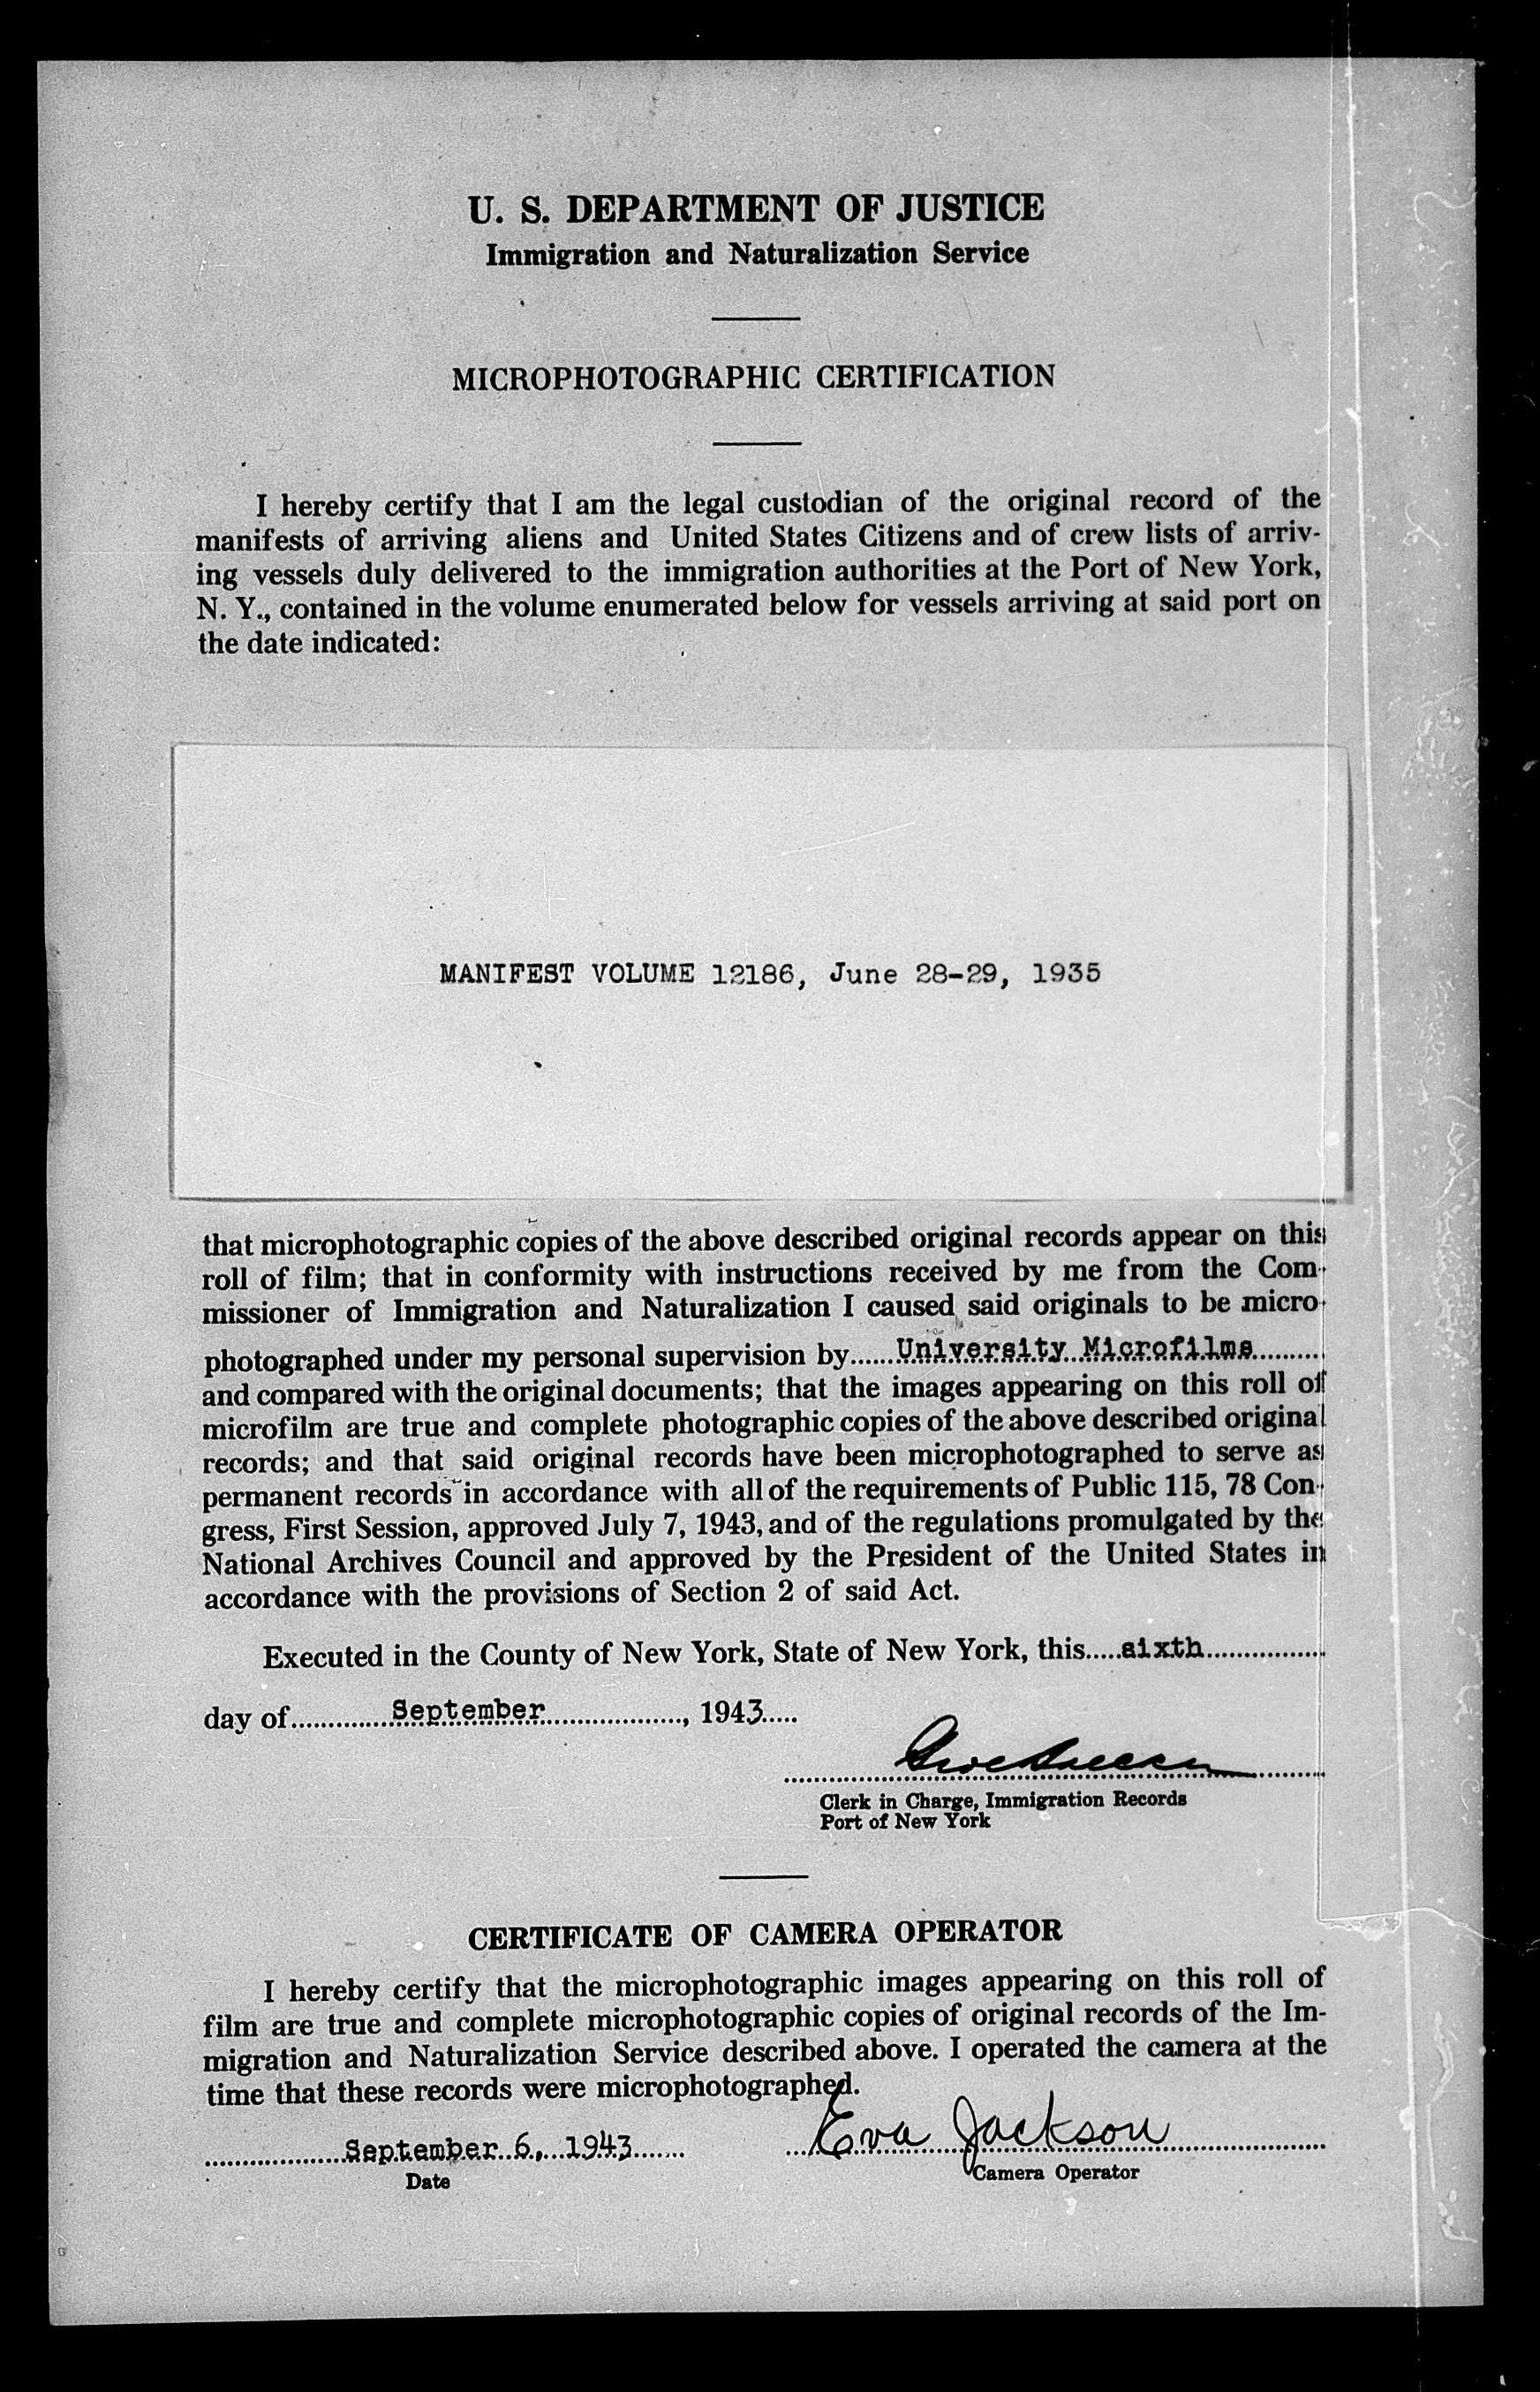 U. S. DEPARTMENT OF JUSTICE
Immigration and Naturalization Service
MICROPHOTOGRAPHIC CERTIFICATION
I hereby certify that I am the legal custodian of the original record of the
manifests of arriving aliens and United States Citizens and of crew lists of arriv-
ing vessels duly delivered to the immigration authorities at the Port of New York,
N. Y., contained in the volume enumerated below for vessels arriving at said port on
the date indicated:
MANIFEST VOLUME 12186, June 28-29, 1935
that microphotographic copies of the above described original records appear on this
roll of film; that in conformity with instructions received by me from the Com-
missioner of Immigration and Naturalization I caused said originals to be micro-
photographed under my personal supervision by......University Microfilms.........
and compared with the original documents; that the images appearing on this roll of
microfilm are true and complete photographic copies of the above described original
records; and that said original records have been microphotographed to serve as
permanent records in accordance with all of the requirements of Public 115, 78 Con-
gress, First Session, approved July 7, 1943, and of the regulations promulgated by the
National Archives Council and approved by the President of the United States in
accordance with the provisions of Section 2 of said Act.
Executed in the County of New York, State of New York, this.....sixth................
day of.............September..................., 1943.....
Clerk in Charge, Immigration Records
Port of New York
CERTIFICATE OF CAMERA OPERATOR
I hereby certify that the microphotographic images appearing on this roll of
film are true and complete microphotographic copies of original records of the Im-
migration and Naturalization Service described above. I operated the camera at the
time that these records were microphotographed.
...................September 6, 1943....... Eva Jackson
Date Camera Operator